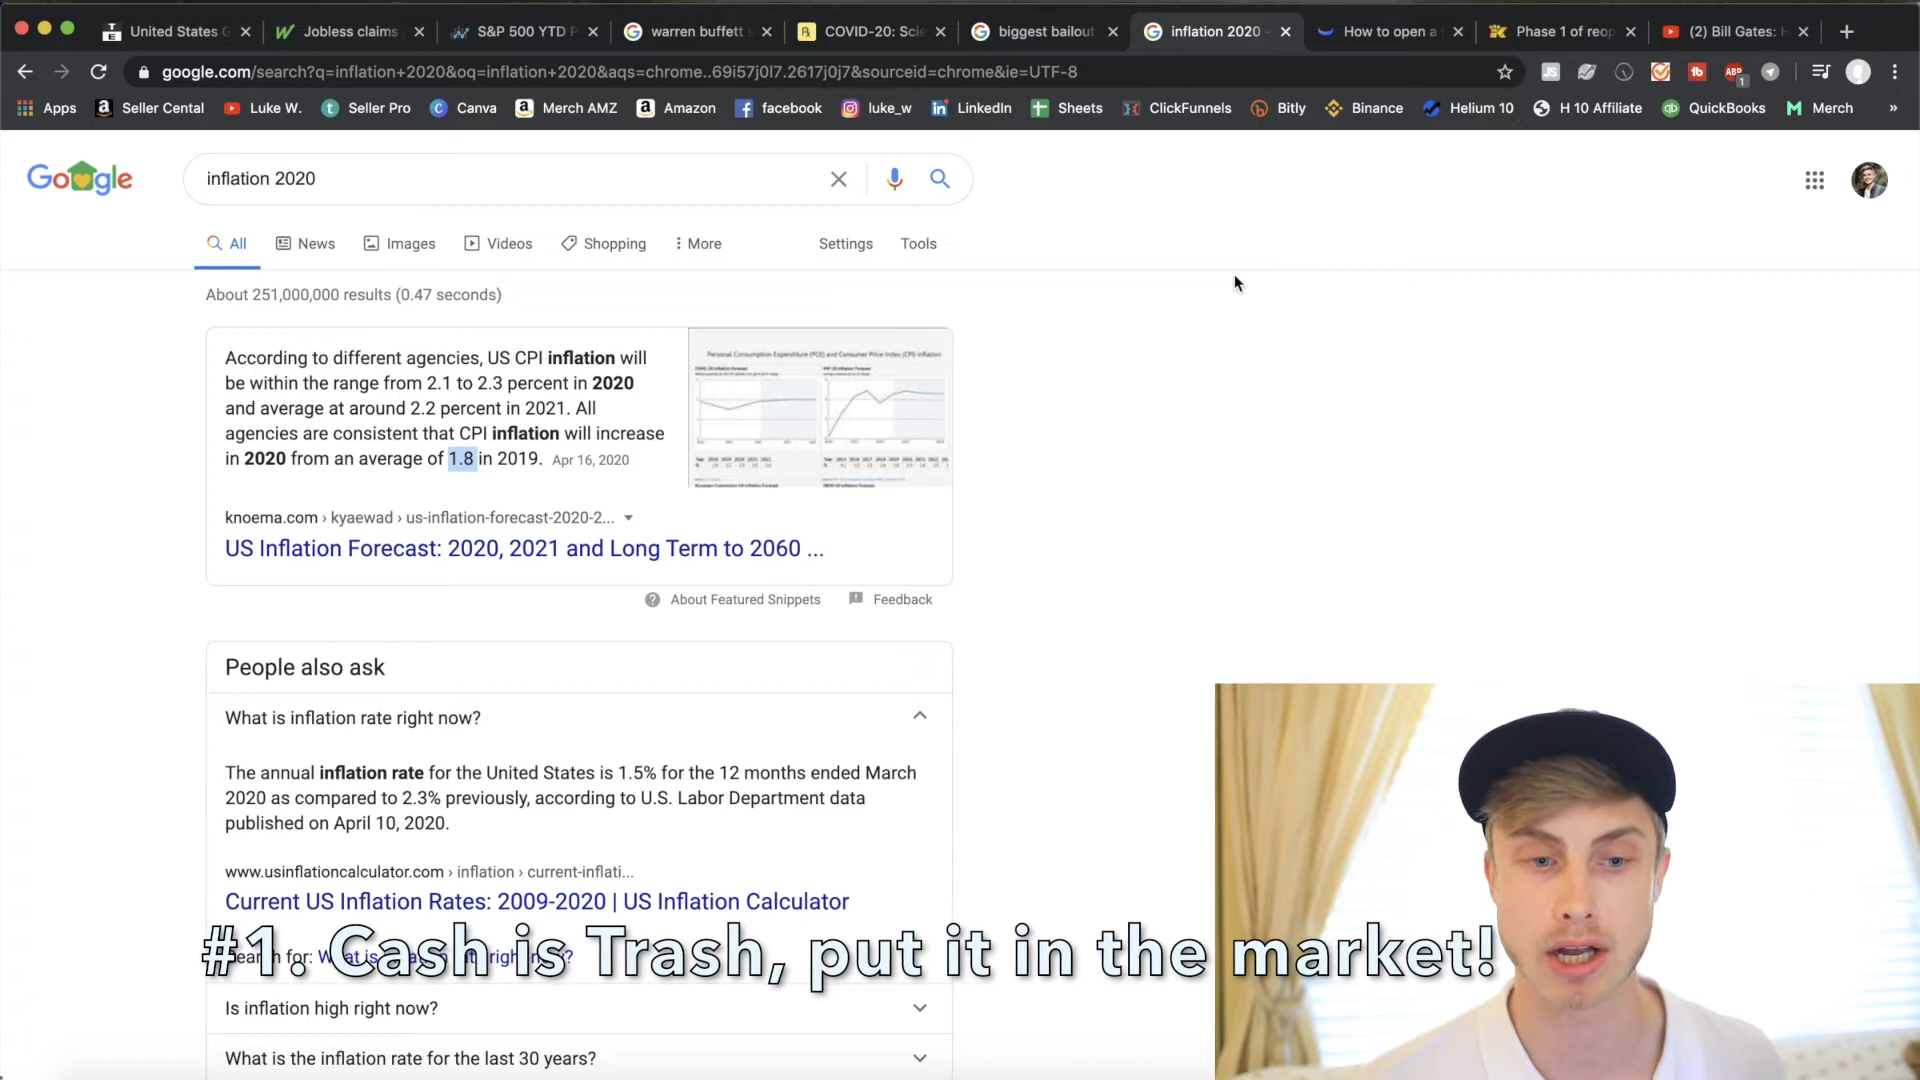 United States G
Jobless claims
S&P 500 YTD P
warren buffett s
COVID-20: Scie
biggest bailout
inflation 2020 -
How to open a
Phase 1 of reop
(2) Bill Gates: H
google.com/search?q=inflation+2020&oq=inflation+2020&aqs=chrome..69i57j0l7.2617j0j7&sourceid=chrome&ie=UTF-8
Apps
Seller Cental
Luke W.
Seller Pro
Canva
Merch AMZ
Amazon
facebook
luke_w
LinkedIn
Sheets
ClickFunnels
Bitly
Binance
Helium 10
H 10 Affiliate
QuickBooks
Merch
»
Google
inflation 2020
All
News
Images
Videos
Shopping
More
Settings
Tools
About 251,000,000 results (0.47 seconds)
According to different agencies, US CPI inflation will
be within the range from 2.1 to 2.3 percent in 2020
and average at around 2.2 percent in 2021. All
agencies are consistent that CPI inflation will increase
in 2020 from an average of 1.8 in 2019. Apr 16, 2020
Personal Consumption Expenditure (PCE) and Consumer Price Index (CPI) Inflation
knoema.com › kyaewad › us-inflation-forecast-2020-2...
US Inflation Forecast: 2020, 2021 and Long Term to 2060 ...
About Featured Snippets
Feedback
People also ask
What is inflation rate right now?
The annual inflation rate for the United States is 1.5% for the 12 months ended March
2020 as compared to 2.3% previously, according to U.S. Labor Department data
published on April 10, 2020.
www.usinflationcalculator.com › inflation › current-inflati...
Current US Inflation Rates: 2009-2020 | US Inflation Calculator
#1. Cash is Trash, put it in the market!
Is inflation high right now?
What is the inflation rate for the last 30 years?